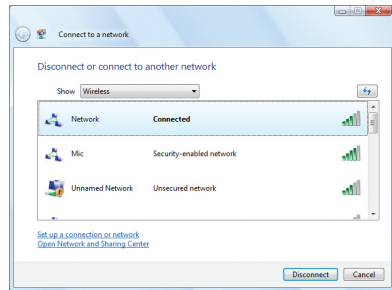 Connect to a network
Disconnect or connect to another network
Show Wireless
Network Connected
Mic Security-enabled network
Unnamed Network Unsecured network
Set up a connection or network
Open Network and Sharing Center
Disconnect Cancel